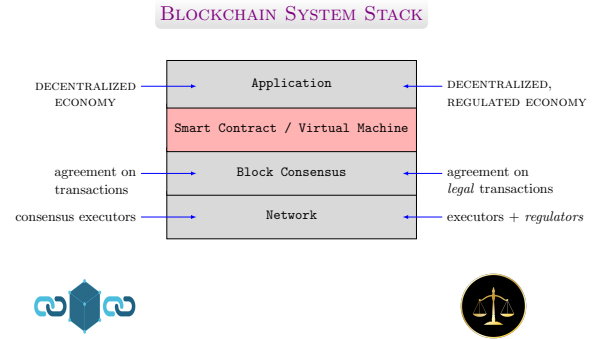 Blockchain System Stack
decentralized
economy
Application
decentralized,
regulated economy
Smart Contract / Virtual Machine
agreement on
transactions
Block Consensus
agreement on
legal transactions
consensus executors
Network
executors + regulators